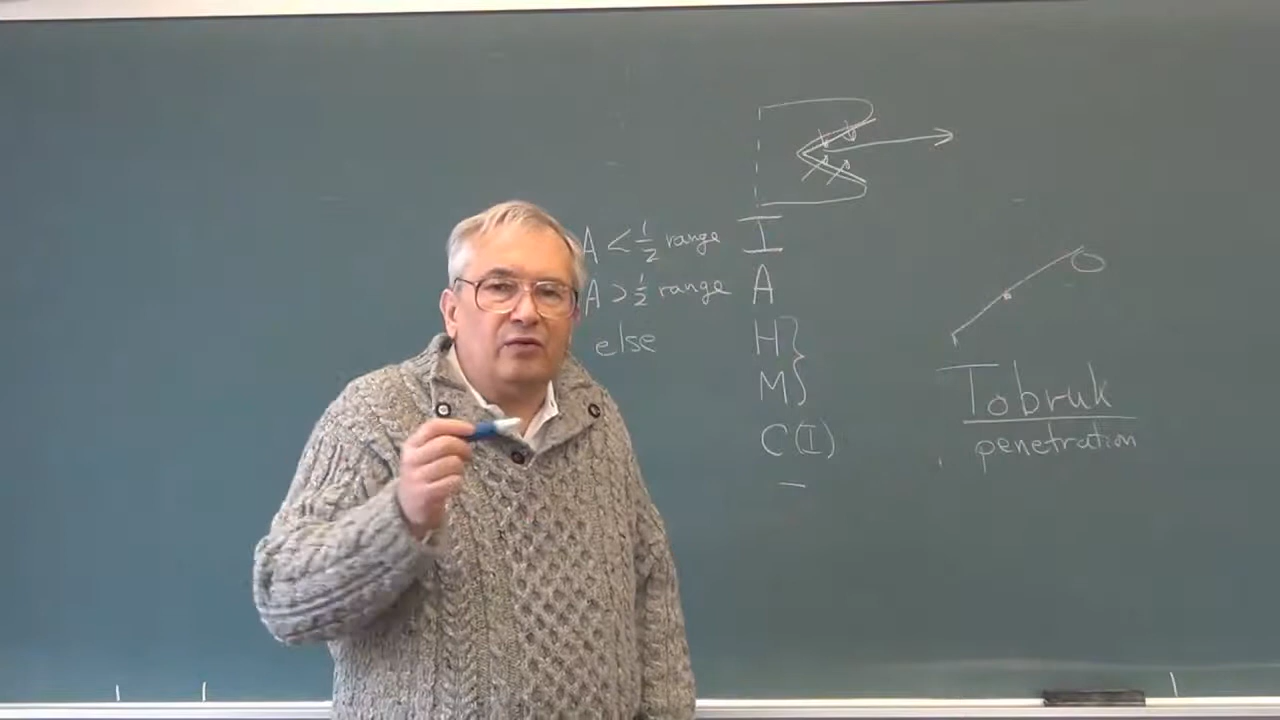 A < 1/2 range I
A > 1/2 range A
else H}
M}
C(I)
—
Tobruk
penetration